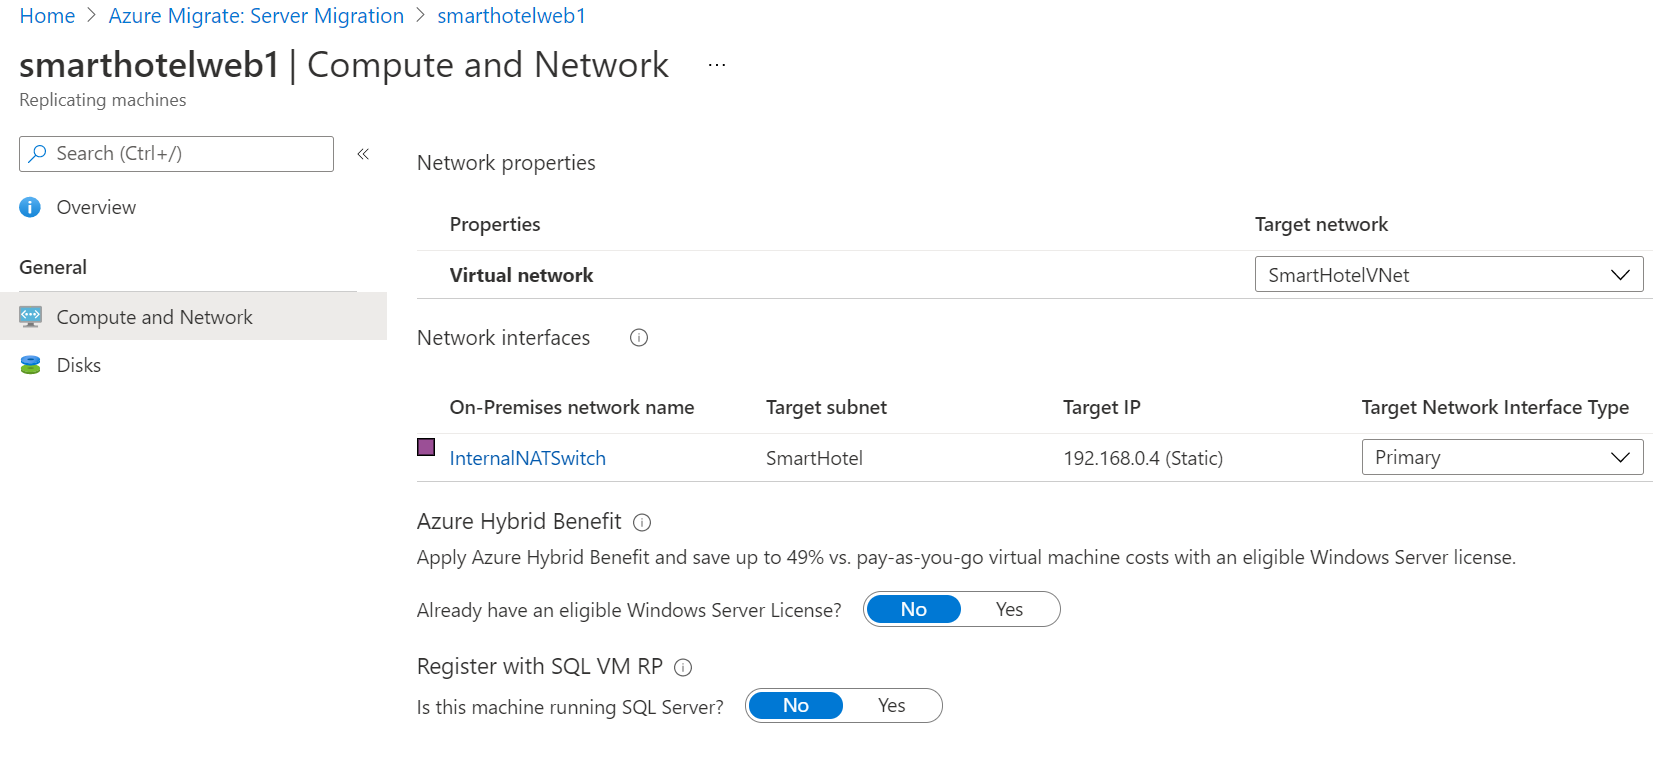 Home > Azure Migrate: Server Migration > smarthotelweb1
smarthotelweb1 | Compute and Network ...
Replicating machines
Search (Ctrl+/) «
Overview
General
Compute and Network
Disks
Network properties
Properties Target network
Virtual network SmartHotelVNet
Network interfaces
On-Premises network name Target subnet Target IP Target Network Interface Type
InternalNATSwitch SmartHotel 192.168.0.4 (Static) Primary
Azure Hybrid Benefit
Apply Azure Hybrid Benefit and save up to 49% vs. pay-as-you-go virtual machine costs with an eligible Windows Server license.
Already have an eligible Windows Server License? No Yes
Register with SQL VM RP
Is this machine running SQL Server? No Yes